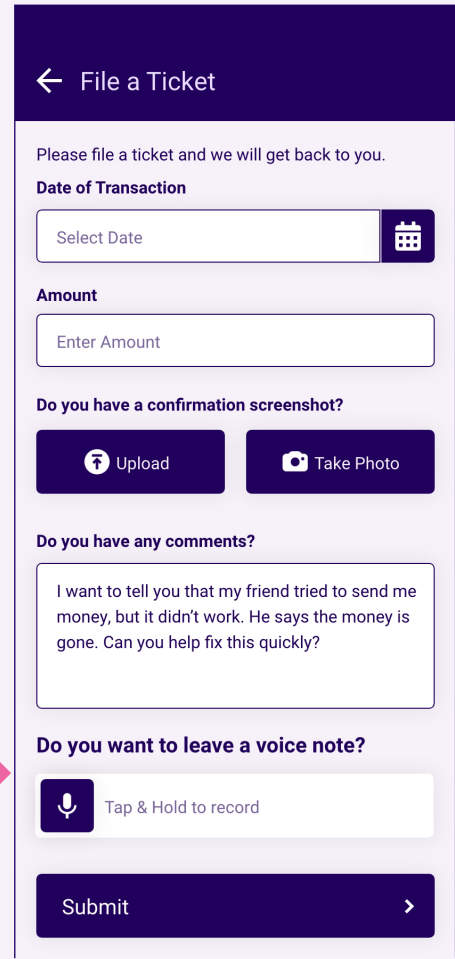 File a Ticket
Please file a ticket and we will get back to you.
Date of Transaction
Select Date
Amount
Enter Amount
Do you have a confirmation screenshot?
Upload
Take Photo
Do you have any comments?
I want to tell you that my friend tried to send me
money, but it didn’t work. He says the money is
gone. Can you help fix this quickly?
Do you want to leave a voice note?
Tap & Hold to record
Submit